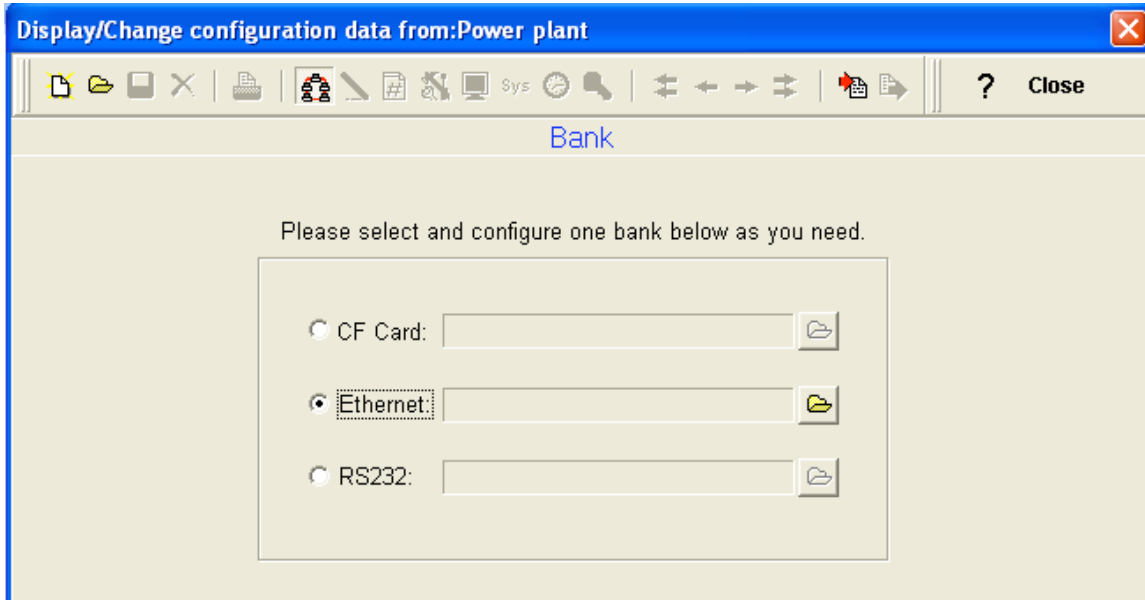 Display/Change configuration data from:Power plant
# Sys ? Close
Bank
Please select and configure one bank below as you need.
CF Card:
Ethernet:
RS232: